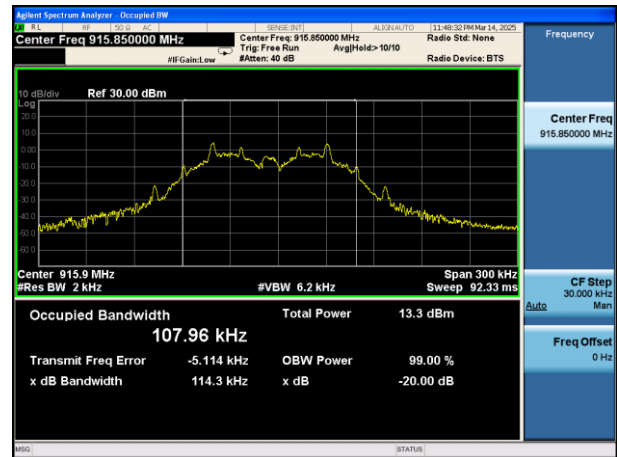 Agilent Spectrum Analyzer - Occupied BW
RL RF 50 Ω AC SENSE:INT ALIGN AUTO 11:48:32 PM Mar 14, 2025
Center Freq 915.850000 MHz
Center Freq: 915.850000 MHz
Radio Std: None
Trig: Free Run Avg|Hold:> 10/10
#IFGain:Low #Atten: 40 dB Radio Device: BTS
Frequency
10 dB/div Ref 30.00 dBm
Log
20.0
10.0
0.00
-10.0
-20.0
-30.0
-40.0
-50.0
-60.0
Center 915.9 MHz Span 300 kHz
#Res BW 2 kHz #VBW 6.2 kHz Sweep 92.33 ms
Center Freq
915.850000 MHz
CF Step
30.000 kHz
Auto Man
Freq Offset
0 Hz
Occupied Bandwidth Total Power 13.3 dBm
107.96 kHz
Transmit Freq Error -5.114 kHz OBW Power 99.00 %
x dB Bandwidth 114.3 kHz x dB -20.00 dB
MSG STATUS